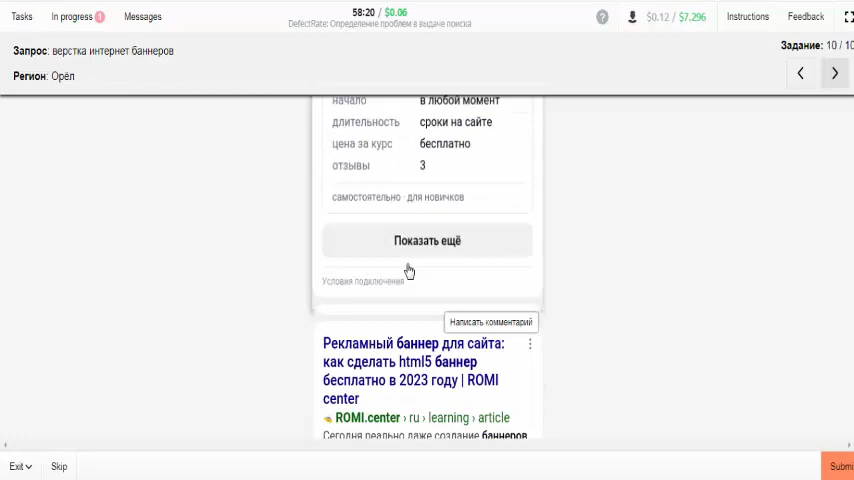 Tasks In progress 1 Messages 58:20 / $0.06 $0.12 / $7.296 Instructions Feedback
DefectRate: Определение проблем в выдаче поиска
Запрос: верстка интернет баннеров
Задание: 10 / 10
Регион: Орёл
начало в любой момент
длительность сроки на сайте
цена за курс бесплатно
отзывы 3
самостоятельно · для новичков
Показать ещё
Условия подключения
Написать комментарий
Рекламный баннер для сайта:
как сделать html5 баннер
бесплатно в 2023 году | ROMI
center
ROMI.center › ru › learning › article
Сегодня реально даже создание баннеров
Exit Skip Submi